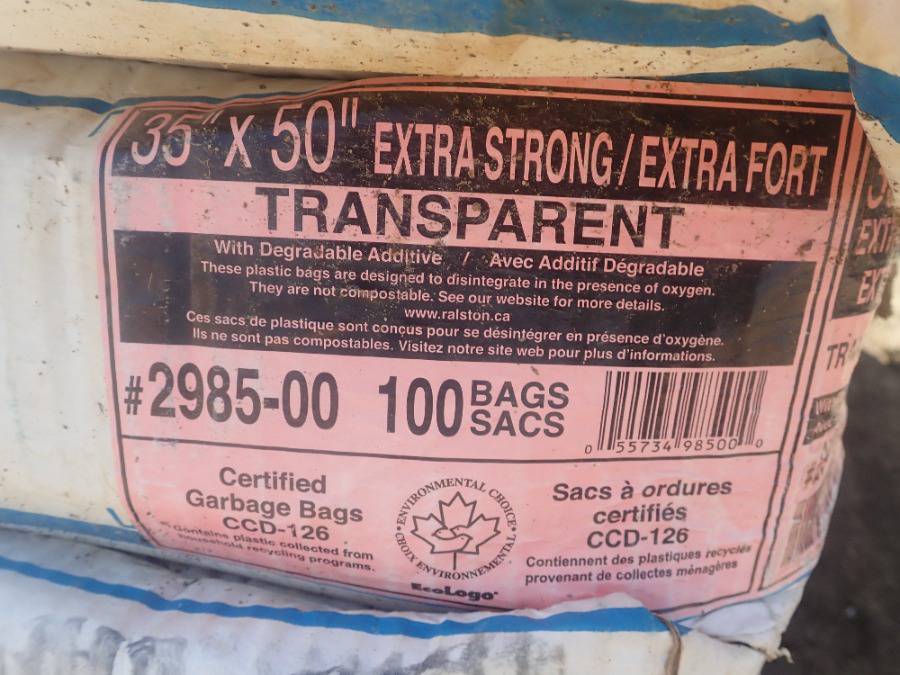 35" x 50" EXTRA STRONG / EXTRA FORT
TRANSPARENT
With Degradable Additive / Avec Additif Dégradable
These plastic bags are designed to disintegrate in the presence of oxygen.
They are not compostable. See our website for more details.
www.ralston.ca
Ces sacs de plastique sont conçus pour se désintégrer en présence d'oxygène.
Ils ne sont pas compostables. Visitez notre site web pour plus d'informations.
#2985-00 100 BAGS
SACS
0 55734 98500 0
Certified
Garbage Bags
CCD-126
Contains plastic collected from
household recycling programs.
ENVIRONMENTAL CHOICE
CHOIX ENVIRONNEMENTAL
EcoLogo
Sacs à ordures
certifiés
CCD-126
Contiennent des plastiques recyclés
provenant de collectes ménagères
EXT
EX
TR